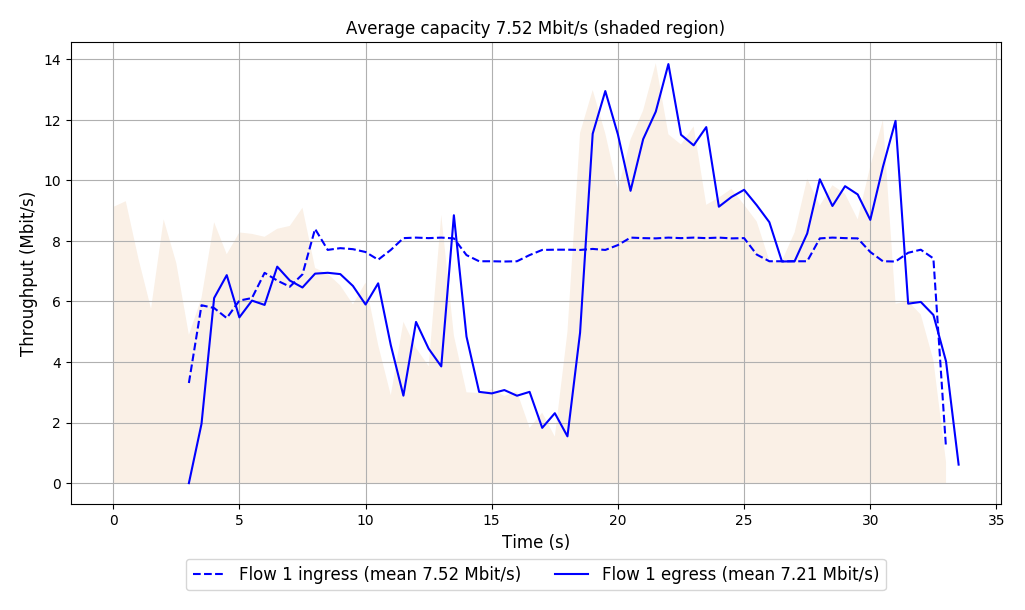 Average capacity 7.52 Mbit/s (shaded region)
Throughput (Mbit/s)
14
12
10
8
6
4
2
0
0 5 10 15 20 25 30 35
Time (s)
Flow 1 ingress (mean 7.52 Mbit/s) Flow 1 egress (mean 7.21 Mbit/s)